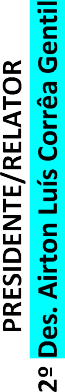 PRESIDENTE/RELATOR
2º Des. Airton Luís Corrêa Gentil